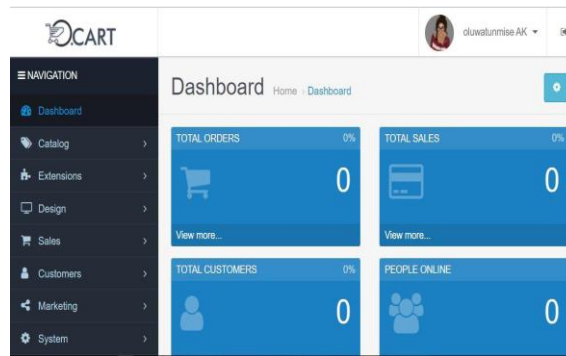 CART
oluwatunmise AK
NAVIGATION
Dashboard Home › Dashboard
Dashboard
Catalog
Extensions
Design
Sales
Customers
Marketing
System
TOTAL ORDERS 0%
0
View more...
TOTAL SALES 0%
0
View more...
TOTAL CUSTOMERS 0%
0
PEOPLE ONLINE
0